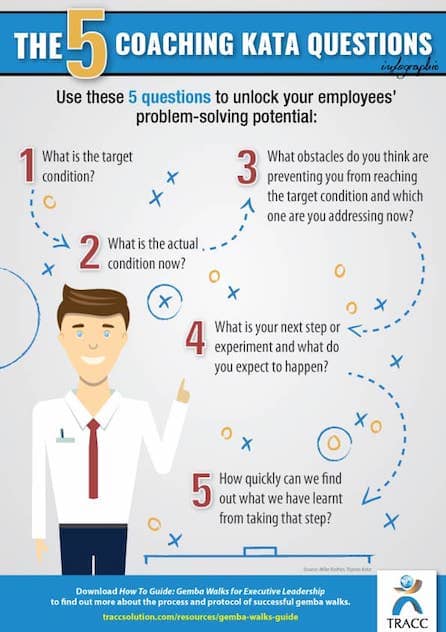 THE 5 COACHING KATA QUESTIONS
infographic
Use these 5 questions to unlock your employees'
problem-solving potential:
1 What is the target
condition?
2 What is the actual
condition now?
3 What obstacles do you think are
preventing you from reaching
the target condition and which
one are you addressing now?
4 What is your next step or
experiment and what do
you expect to happen?
5 How quickly can we find
out what we have learnt
from taking that step?
Source: Mike Rother, Toyota Kata
Download How To Guide: Gemba Walks for Executive Leadership
to find out more about the process and protocol of successful gemba walks.
traccsolution.com/resources/gemba-walks-guide
TRACC